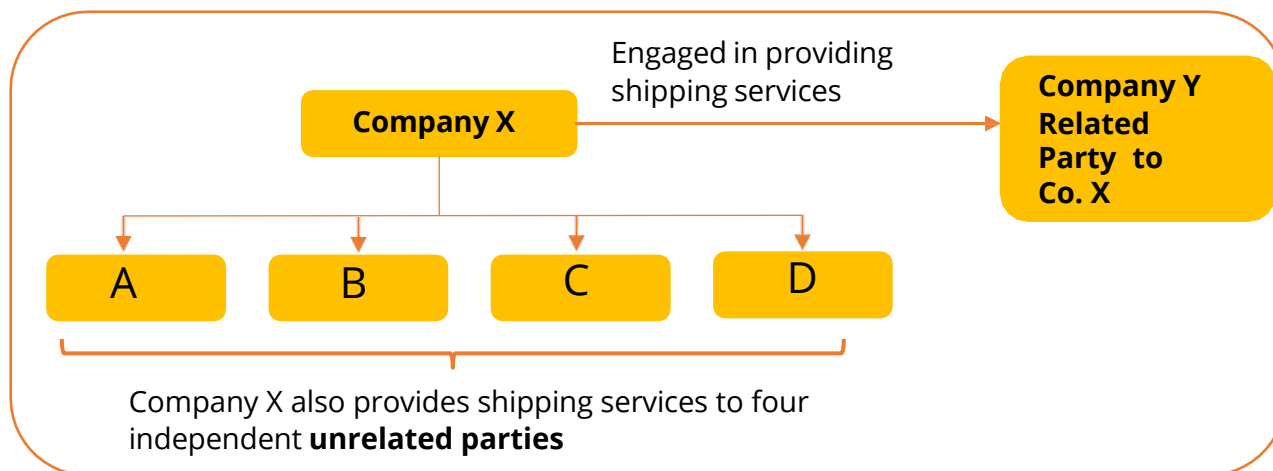 Engaged in providing
shipping services
Company X
Company Y
Related
Party to
Co. X
A
B
C
D
Company X also provides shipping services to four
independent unrelated parties